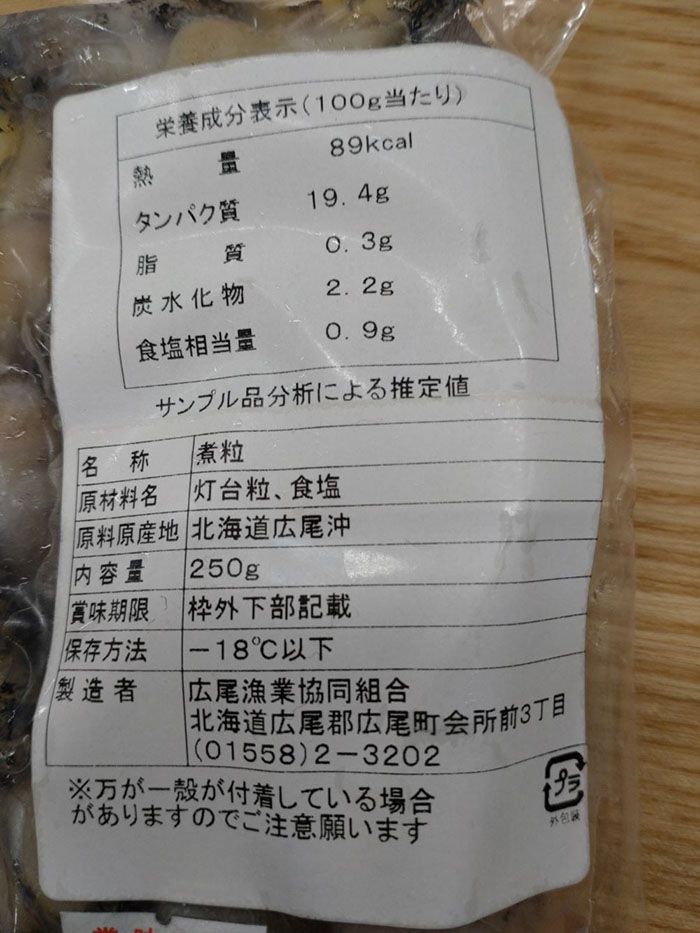 栄養成分表示(100g当たり)
熱量 89kcal
タンパク質 19.4g
脂質 0.3g
炭水化物 2.2g
食塩相当量 0.9g
サンプル品分析による推定値
名称 煮粒
原材料名 灯台粒、食塩
原料原産地 北海道広尾沖
内容量 250g
賞味期限 枠外下部記載
保存方法 -18℃以下
製造者 広尾漁業協同組合
北海道広尾郡広尾町会所前3丁目
(01558)2-3202
※万が一殻が付着している場合
がありますのでご注意願います
プラ
外包装
賞味